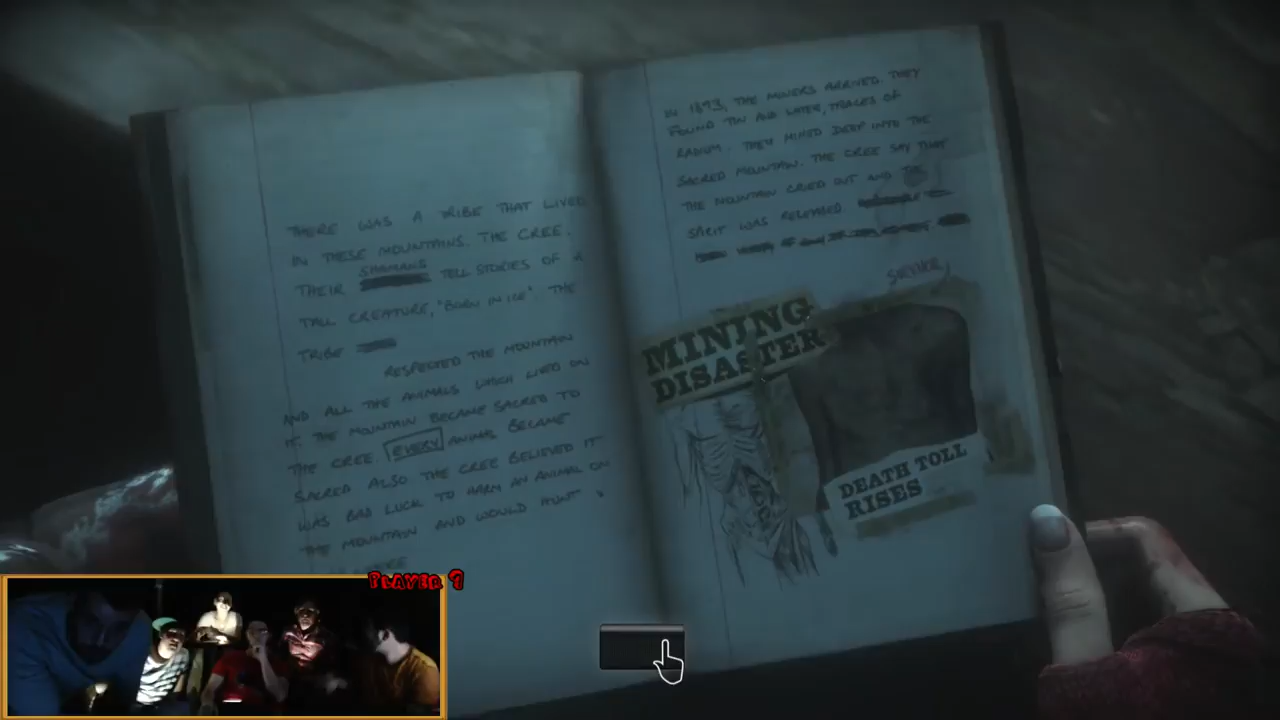 THERE WAS A TRIBE THAT LIVED
IN THESE MOUNTAINS. THE CREE.
SHAMANS
THEIR TELL STORIES OF A
TALL CREATURE, "BORN IN ICE". THE
TRIBE
RESPECTED THE MOUNTAIN
AND ALL THE ANIMALS WHICH LIVED ON
IT. THE MOUNTAIN BECAME SACRED TO
THE CREE. EVERY ANIMAL BECAME
SACRED ALSO THE CREE BELIEVED IT
WAS BAD LUCK TO HARM AN ANIMAL ON
THE MOUNTAIN AND WOULD HUNT
IN 1893, THE MINERS ARRIVED. THEY
FOUND TIN AND LATER, TRACES OF
RADIUM. THEY MINED DEEP INTO THE
SACRED MOUNTAIN. THE CREE SAY THAT
THE MOUNTAIN CRIED OUT AND THE
SPIRIT WAS RELEASED.
MINING
DISASTER
DEATH TOLL
RISES
PLAYER 9